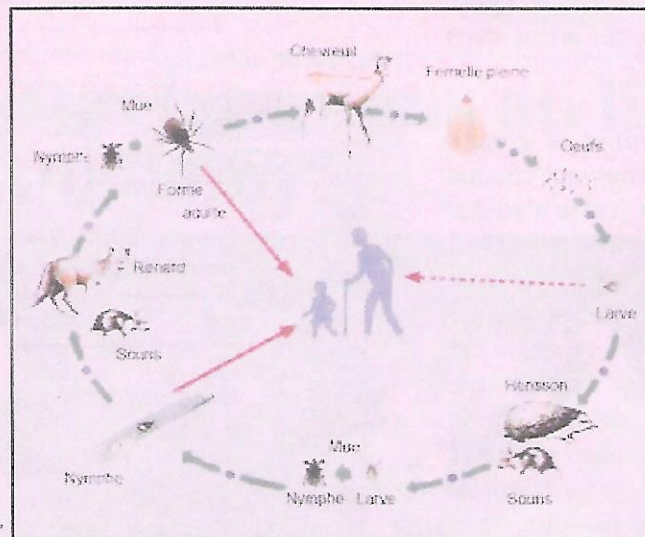 Chevreuil
Femelle pleine
Mue
Nymphe
Oeufs
Forme
adulte
Renard
Larve
Souris
Hérisson
Mue
Nymphe
Nymphe Larve
Souris